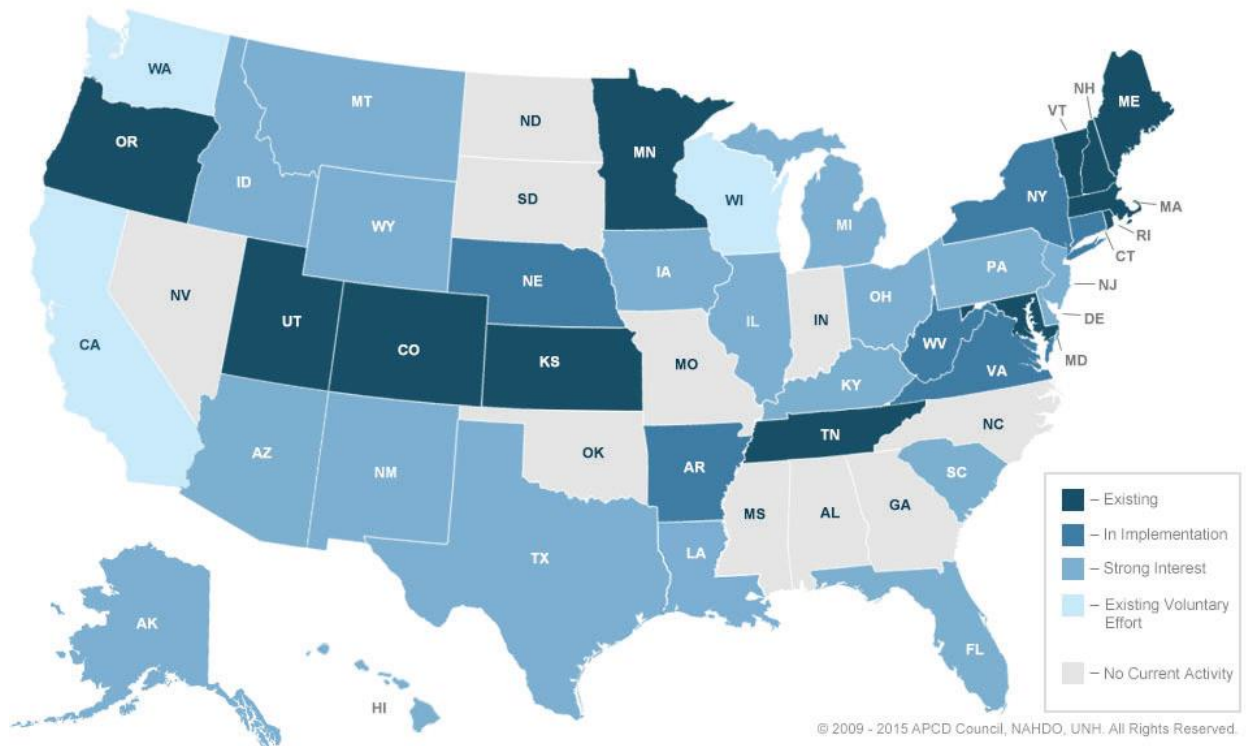 WA
MT
ND
MN
VT
NH
ME
OR
ID
SD
WI
NY
MA
RI
CT
WY
MI
IA
PA
NJ
NE
OH
DE
NV
UT
IL
IN
MD
CA
CO
KS
MO
WV
VA
KY
AZ
NM
OK
AR
TN
NC
SC
MS
AL
GA
TX
LA
AK
FL
HI
– Existing
– In Implementation
– Strong Interest
– Existing Voluntary
Effort
– No Current Activity
© 2009 - 2015 APCD Council, NAHDO, UNH. All Rights Reserved.